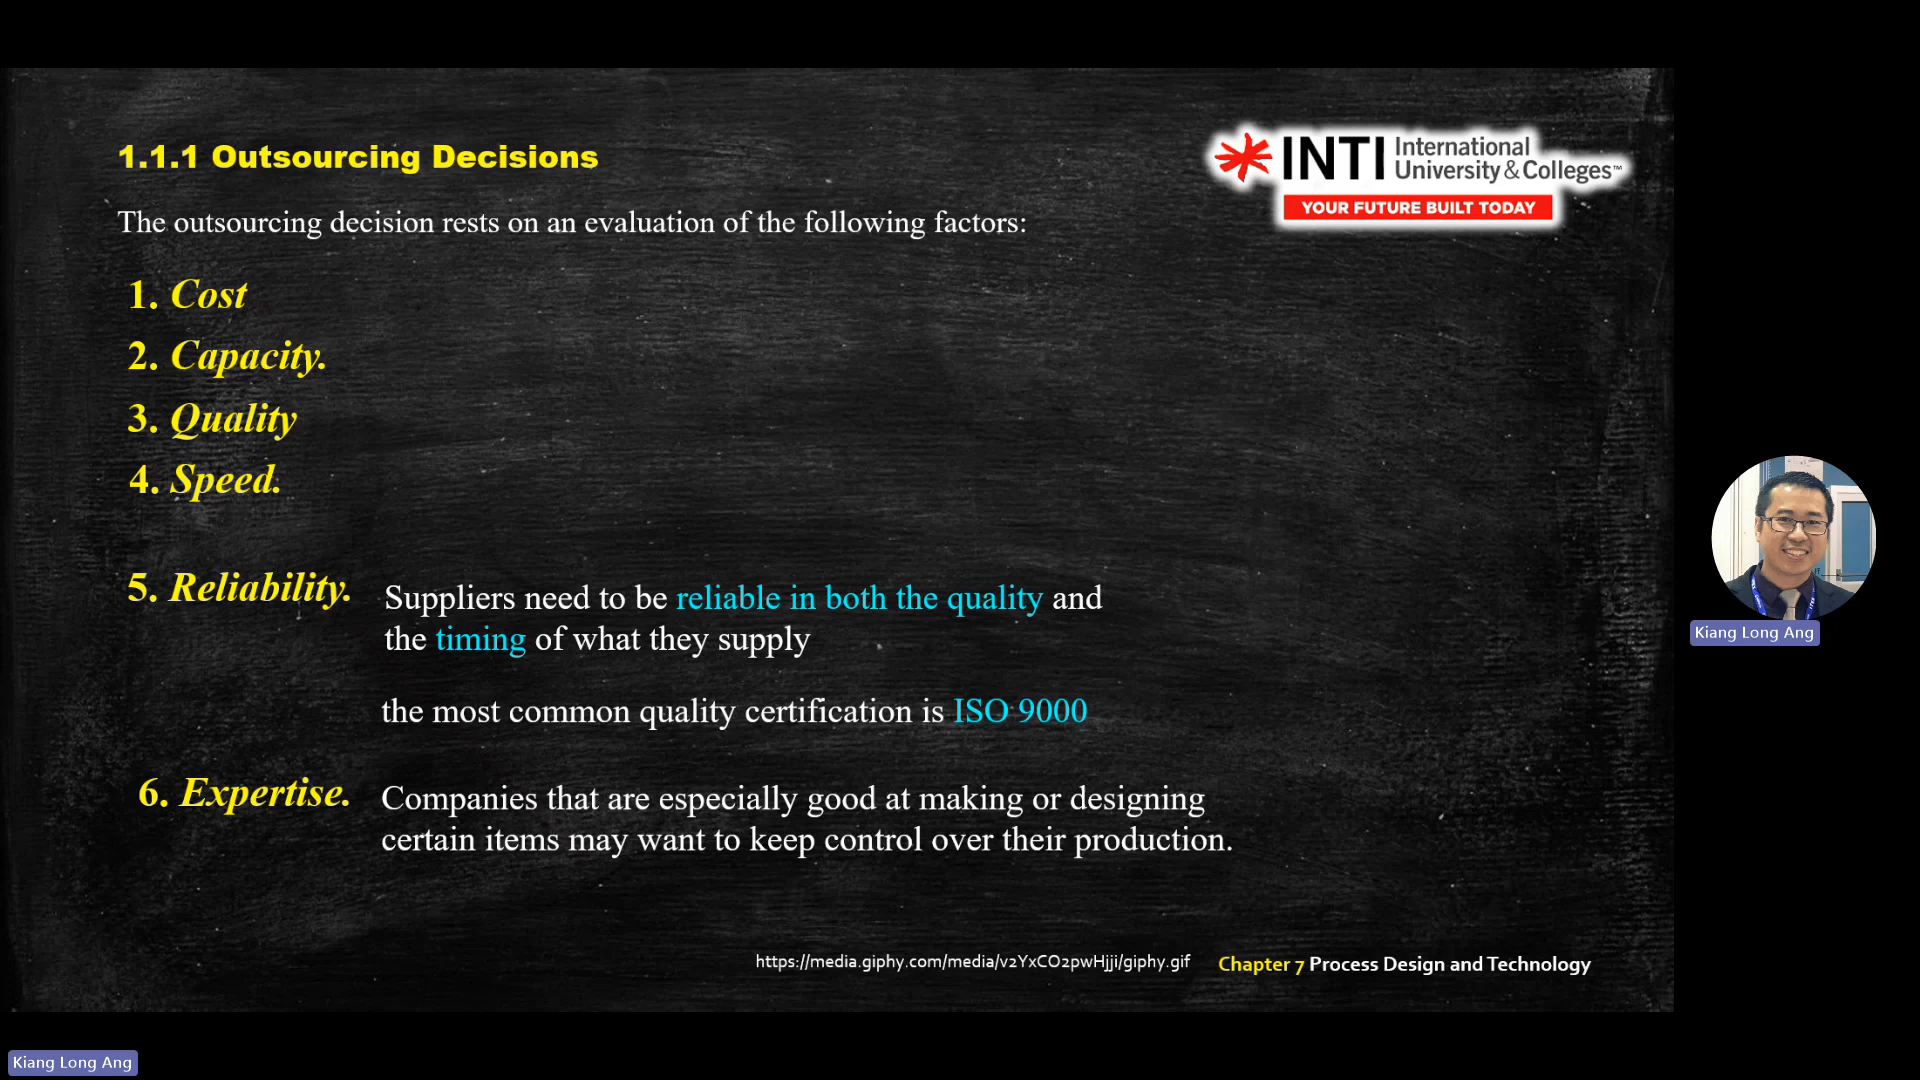 1.1.1 Outsourcing Decisions
INTI International
University & Colleges™
YOUR FUTURE BUILT TODAY
The outsourcing decision rests on an evaluation of the following factors:
1. Cost
2. Capacity.
3. Quality
4. Speed.
5. Reliability. Suppliers need to be reliable in both the quality and
the timing of what they supply
the most common quality certification is ISO 9000
6. Expertise. Companies that are especially good at making or designing
certain items may want to keep control over their production.
https://media.giphy.com/media/v2YxCO2pwHjji/giphy.gif Chapter 7 Process Design and Technology
Kiang Long Ang
Kiang Long Ang